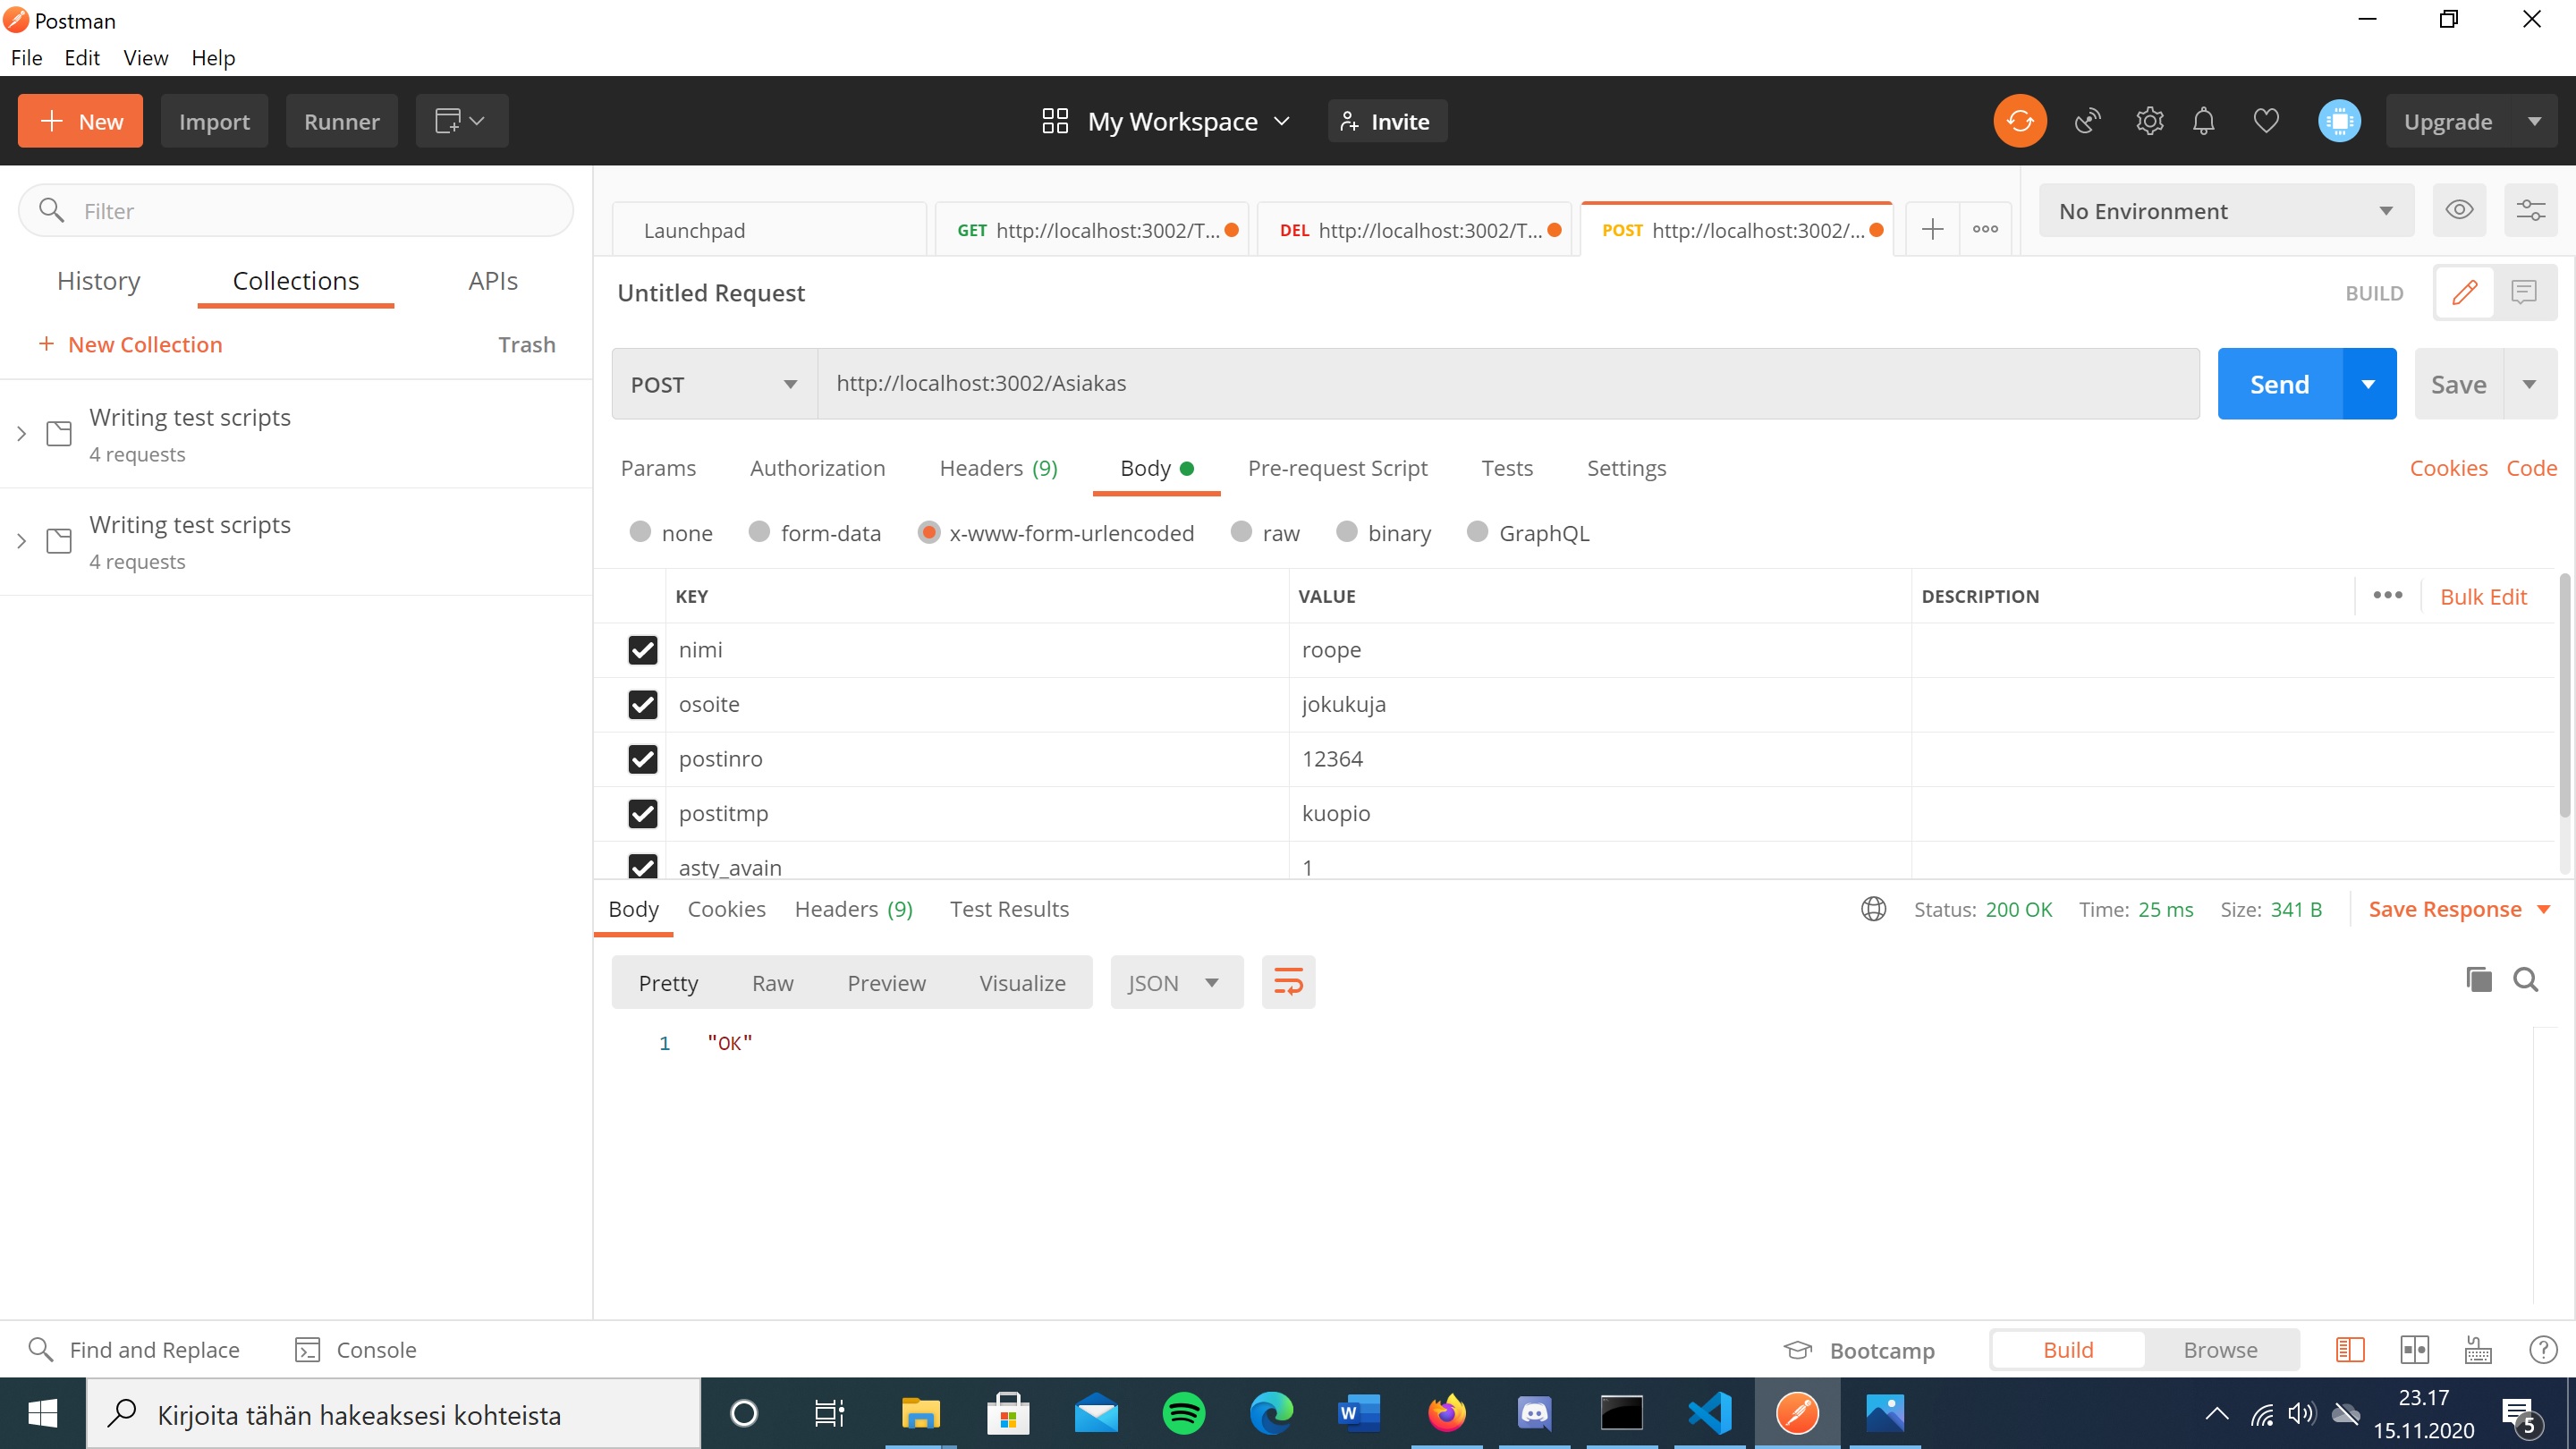 Postman
File Edit View Help
New Import Runner My Workspace Invite Upgrade
Filter
Launchpad GET http://localhost:3002/T... DEL http://localhost:3002/T... POST http://localhost:3002/... No Environment
History Collections APIs
Untitled Request BUILD
New Collection Trash
POST http://localhost:3002/Asiakas Send Save
Writing test scripts
4 requests
Params Authorization Headers (9) Body Pre-request Script Tests Settings Cookies Code
Writing test scripts
4 requests
none form-data x-www-form-urlencoded raw binary GraphQL
KEY VALUE DESCRIPTION Bulk Edit
nimi roope
osoite jokukuja
postinro 12364
postitmp kuopio
asty_avain 1
Body Cookies Headers (9) Test Results Status: 200 OK Time: 25 ms Size: 341 B Save Response
Pretty Raw Preview Visualize JSON
1 "OK"
Find and Replace Console Bootcamp Build Browse
Kirjoita tähän hakeaksesi kohteista
23.17
15.11.2020
5